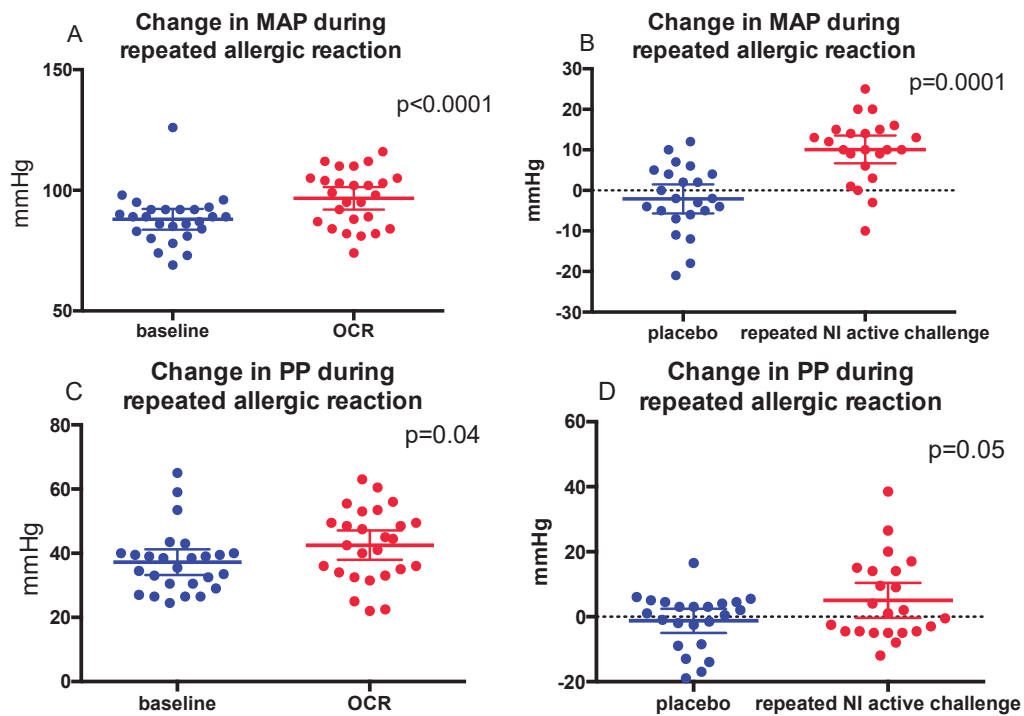 A
Change in MAP during
repeated allergic reaction
p<0.0001
mmHg
150
100
50
baseline
OCR
B
Change in MAP during
repeated allergic reaction
p=0.0001
mmHg
30
20
10
0
-10
-20
-30
placebo
repeated NI active challenge
C
Change in PP during
repeated allergic reaction
p=0.04
mmHg
80
60
40
20
0
baseline
OCR
D
Change in PP during
repeated allergic reaction
p=0.05
mmHg
60
40
20
0
-20
placebo
repeated NI active challenge